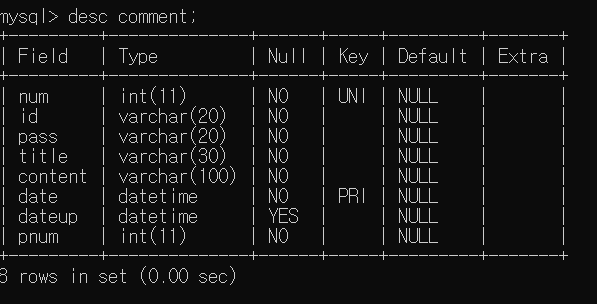 mysql> desc comment;
+---------+--------------+------+-----+---------+-------+
| Field   | Type         | Null | Key | Default | Extra |
+---------+--------------+------+-----+---------+-------+
| num     | int(11)      | NO   | UNI | NULL    |       |
| id      | varchar(20)  | NO   |     | NULL    |       |
| pass    | varchar(20)  | NO   |     | NULL    |       |
| title   | varchar(30)  | NO   |     | NULL    |       |
| content | varchar(100) | NO   |     | NULL    |       |
| date    | datetime     | NO   | PRI | NULL    |       |
| dateup  | datetime     | YES  |     | NULL    |       |
| pnum    | int(11)      | NO   |     | NULL    |       |
+---------+--------------+------+-----+---------+-------+
8 rows in set (0.00 sec)